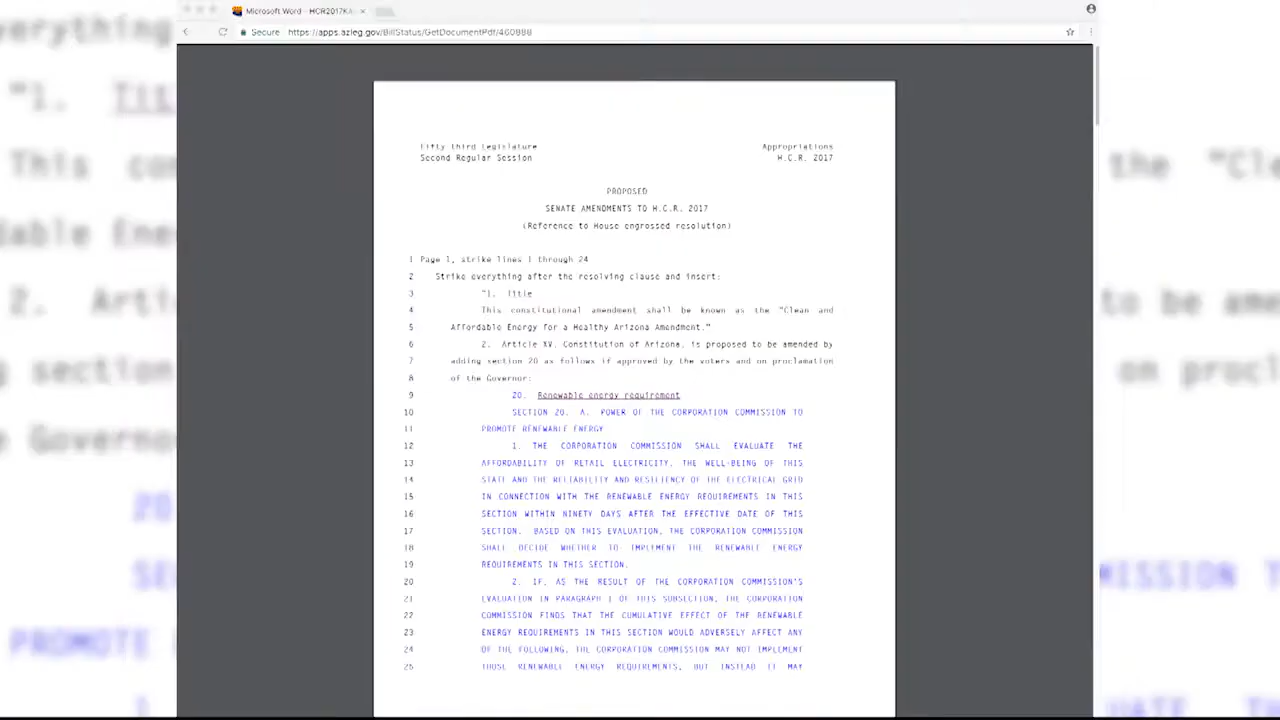 Microsoft Word - HCR2017KA
Secure https://apps.azleg.gov/BillStatus/GetDocumentPdf/460888
Fifty third Legislature Appropriations
Second Regular Session H.C.R. 2017
PROPOSED
SENATE AMENDMENTS TO H.C.R. 2017
(Reference to House engrossed resolution)
1 Page 1, strike lines 1 through 24
2 Strike everything after the resolving clause and insert:
3 "1. Title
4 This constitutional amendment shall be known as the "Clean and
5 Affordable Energy for a Healthy Arizona Amendment."
6 2. Article XV, Constitution of Arizona, is proposed to be amended by
7 adding section 20 as follows if approved by the voters and on proclamation
8 of the Governor:
9 20. Renewable energy requirement
10 SECTION 20. A. POWER OF THE CORPORATION COMMISSION TO
11 PROMOTE RENEWABLE ENERGY
12 1. THE CORPORATION COMMISSION SHALL EVALUATE THE
13 AFFORDABILITY OF RETAIL ELECTRICITY, THE WELL-BEING OF THIS
14 STATE AND THE RELIABILITY AND RESILIENCY OF THE ELECTRICAL GRID
15 IN CONNECTION WITH THE RENEWABLE ENERGY REQUIREMENTS IN THIS
16 SECTION WITHIN NINETY DAYS AFTER THE EFFECTIVE DATE OF THIS
17 SECTION. BASED ON THIS EVALUATION, THE CORPORATION COMMISSION
18 SHALL DECIDE WHETHER TO IMPLEMENT THE RENEWABLE ENERGY
19 REQUIREMENTS IN THIS SECTION.
20 2. IF, AS THE RESULT OF THE CORPORATION COMMISSION'S
21 EVALUATION IN PARAGRAPH 1 OF THIS SUBSECTION, THE CORPORATION
22 COMMISSION FINDS THAT THE CUMULATIVE EFFECT OF THE RENEWABLE
23 ENERGY REQUIREMENTS IN THIS SECTION WOULD ADVERSELY AFFECT ANY
24 OF THE FOLLOWING, THE CORPORATION COMMISSION MAY NOT IMPLEMENT
25 THOSE RENEWABLE ENERGY REQUIREMENTS, BUT INSTEAD IT MAY